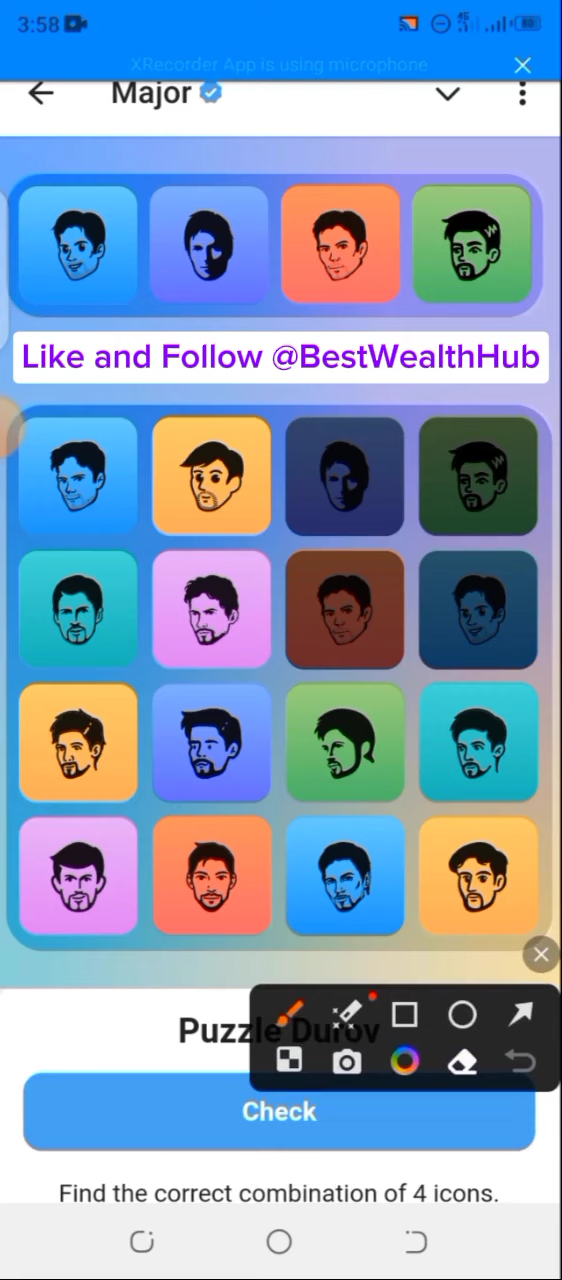 3:58
XRecorder App is using microphone
Major
Like and Follow @BestWealthHub
Puzzle Durov
Check
Find the correct combination of 4 icons.